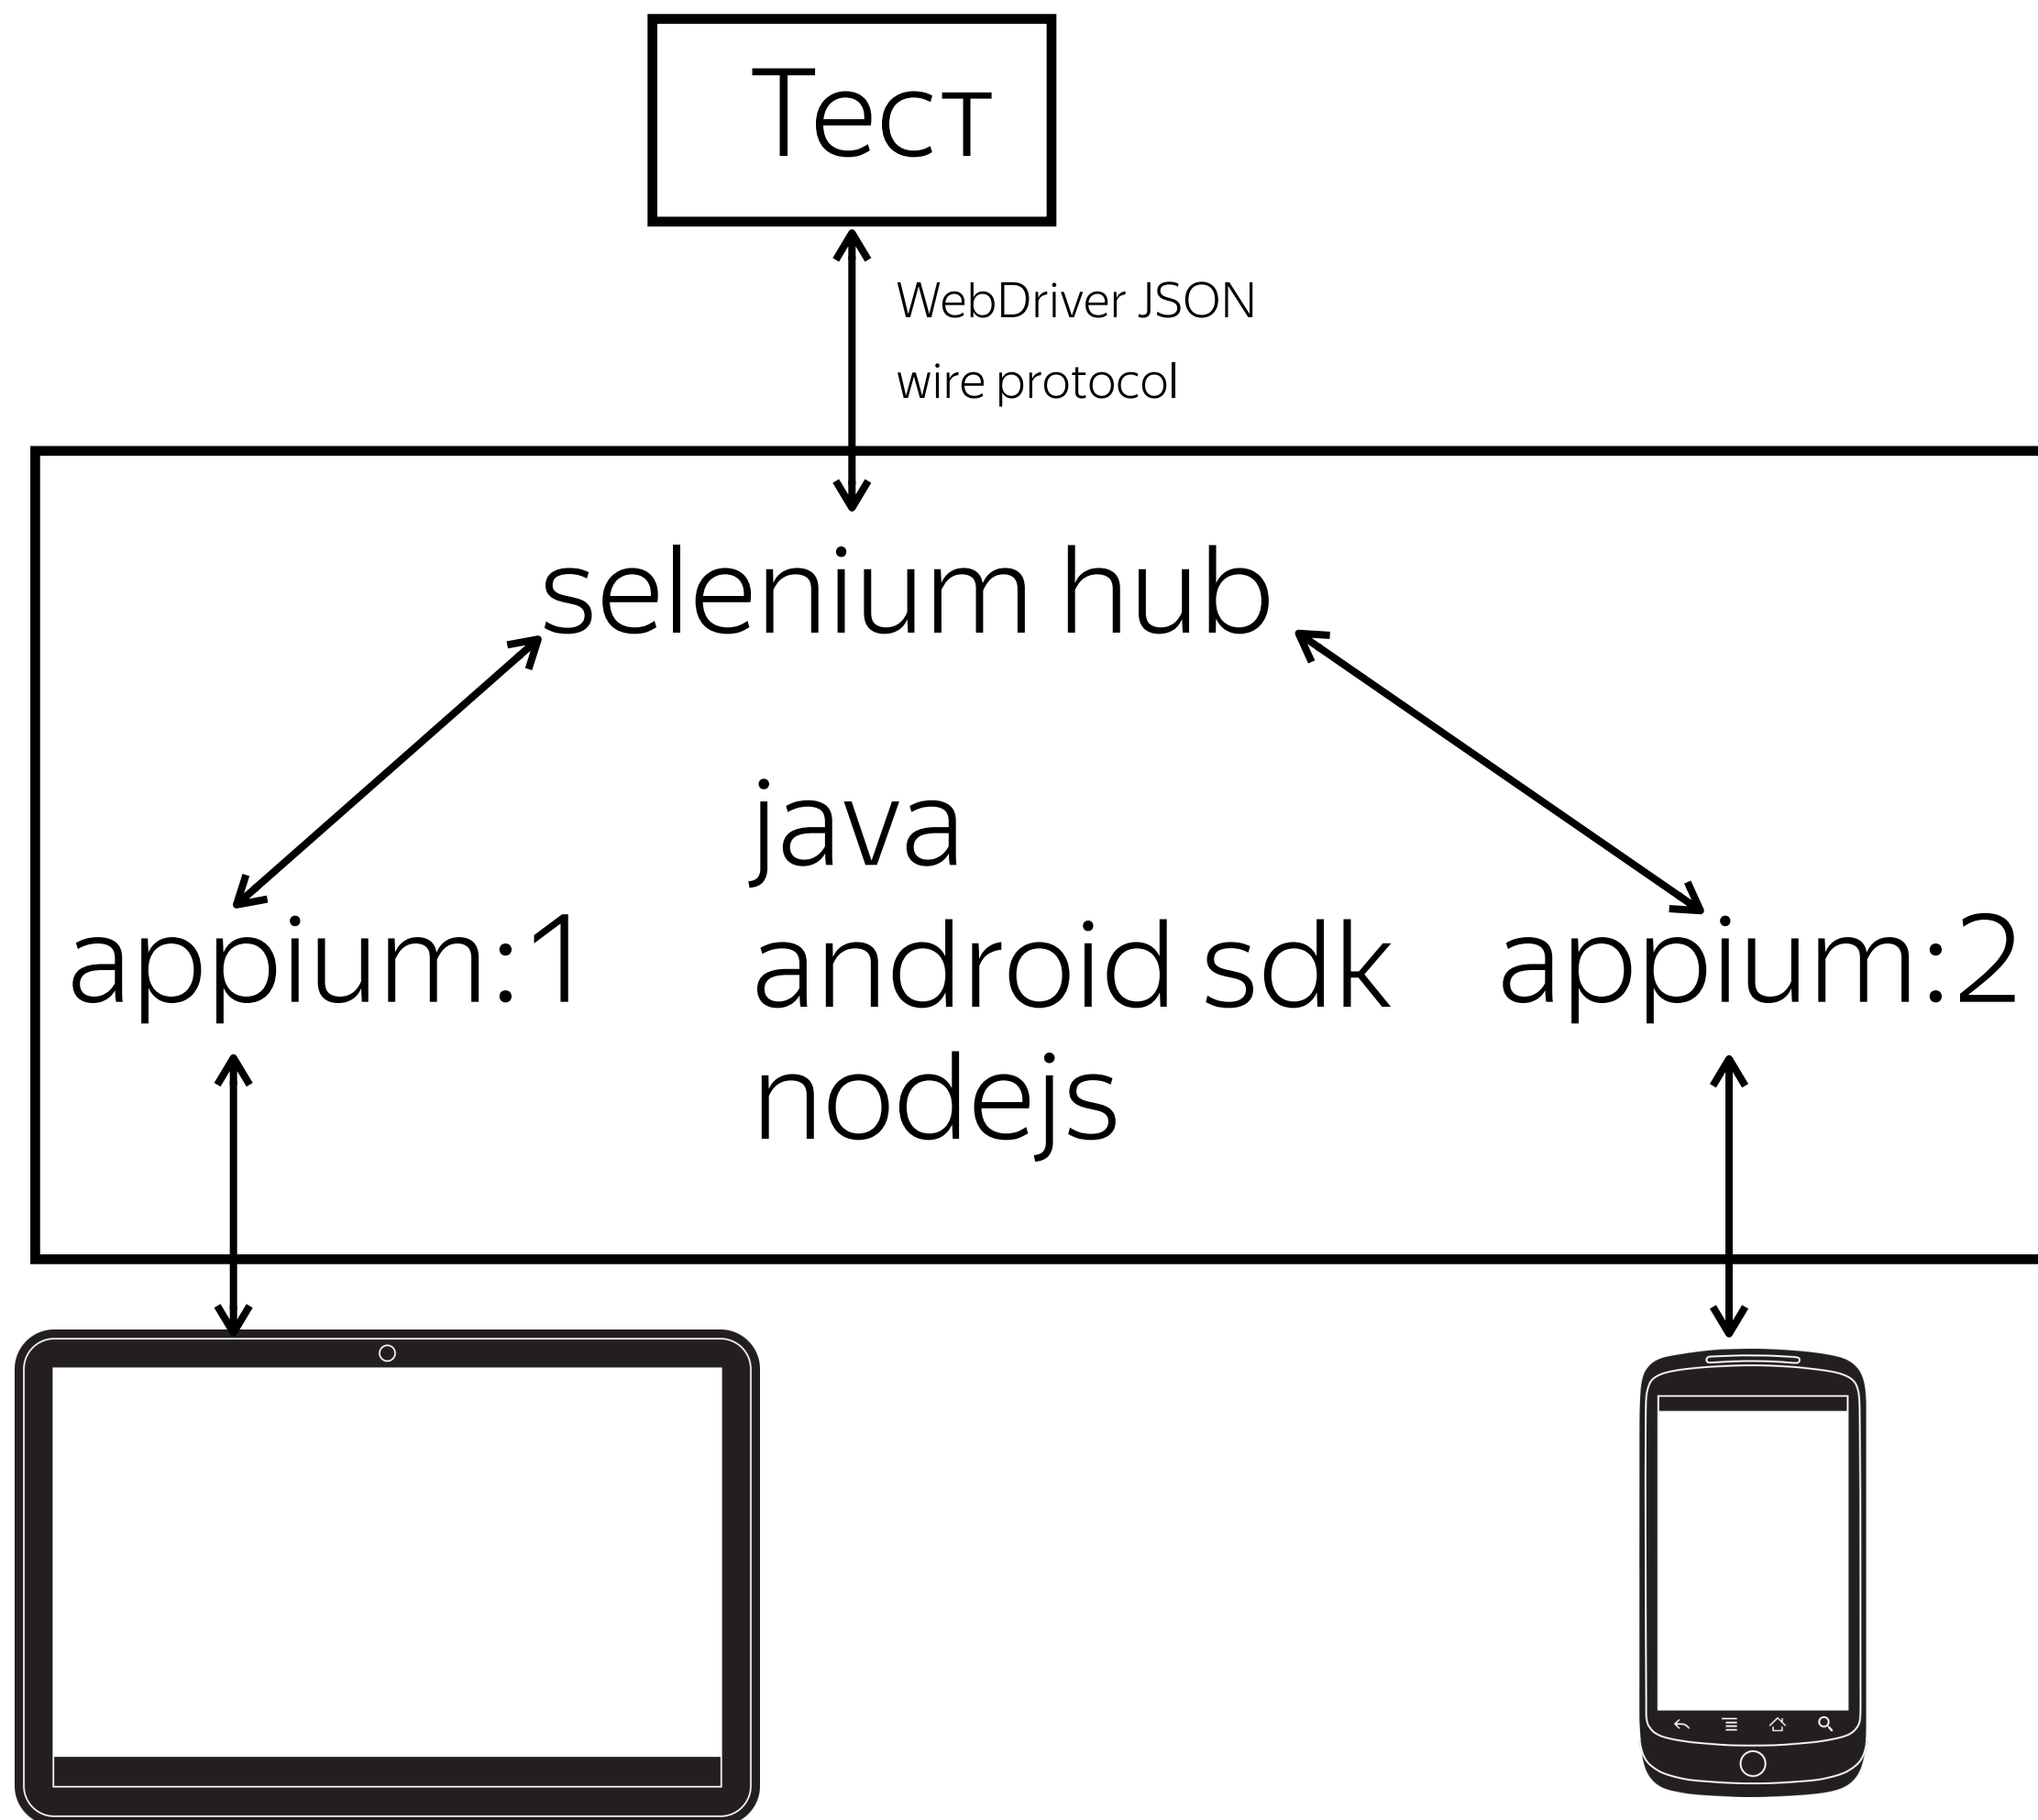 Тест
WebDriver JSON
wire protocol
selenium hub
java
appium:1
android sdk
appium:2
nodejs